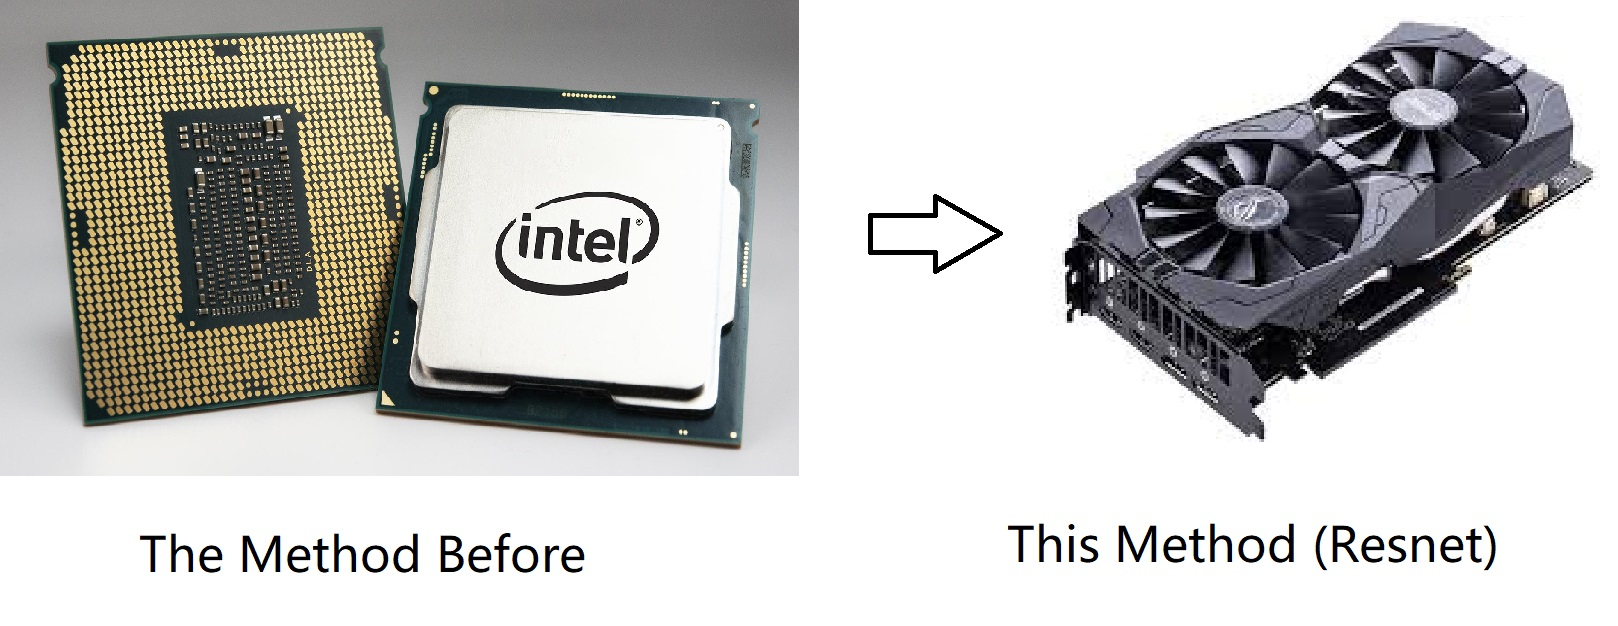 intel®
The Method Before
This Method (Resnet)